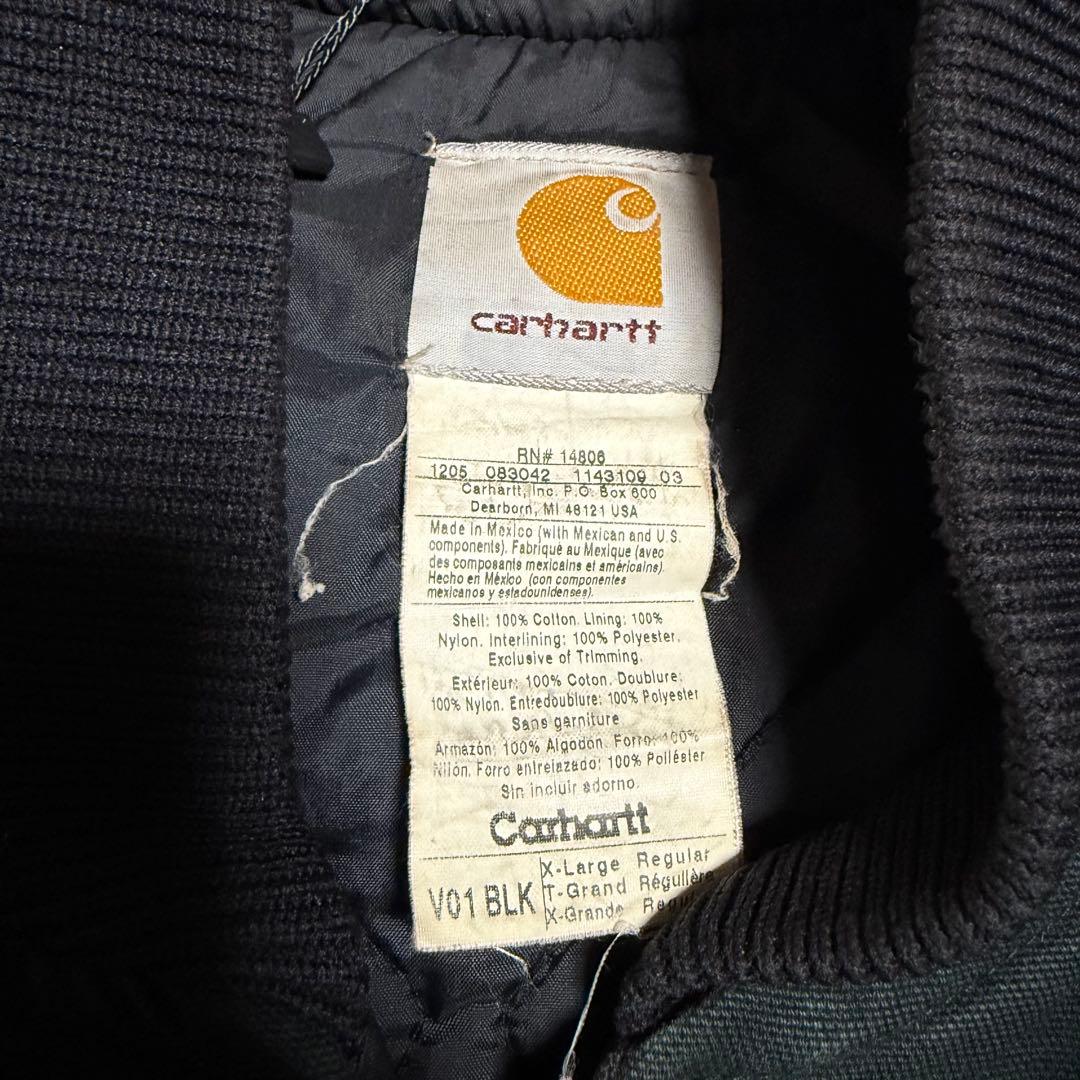 carhartt
RN# 14806
1205 083042 1143109 03
Carhartt, Inc. P.O. Box 600
Dearborn, MI 48121 USA
Made in Mexico (with Mexican and U.S.
components). Fabriqué au Mexique (avec
des composants mexicains et américains).
Hecho en México (con componentes
mexicanos y estadounidenses).
Shell: 100% Cotton. Lining: 100%
Nylon. Interlining: 100% Polyester.
Exclusive of Trimming.
Extérieur: 100% Coton. Doublure:
100% Nylon. Entredoublure: 100% Polyester
Sans garniture
Armazón: 100% Algodon. Forro: 100%
Nilón. Forro entrelazado: 100% Poliéster
Sin incluir adorno.
Carhartt
V01 BLK
X-Large Regular
T-Grand Régulière
X-Grande